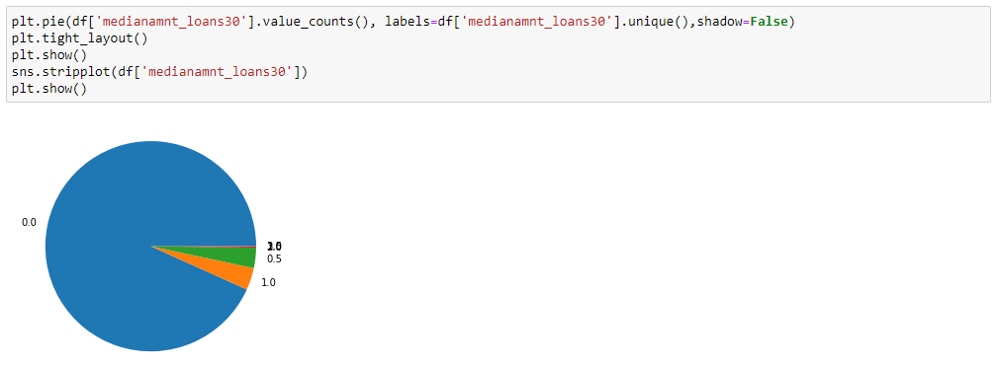 plt.pie(df['medianamnt_loans30'].value_counts(), labels=df['medianamnt_loans30'].unique(),shadow=False)
plt.tight_layout()
plt.show()
sns.stripplot(df['medianamnt_loans30'])
plt.show()
0.0
0.5
1.0